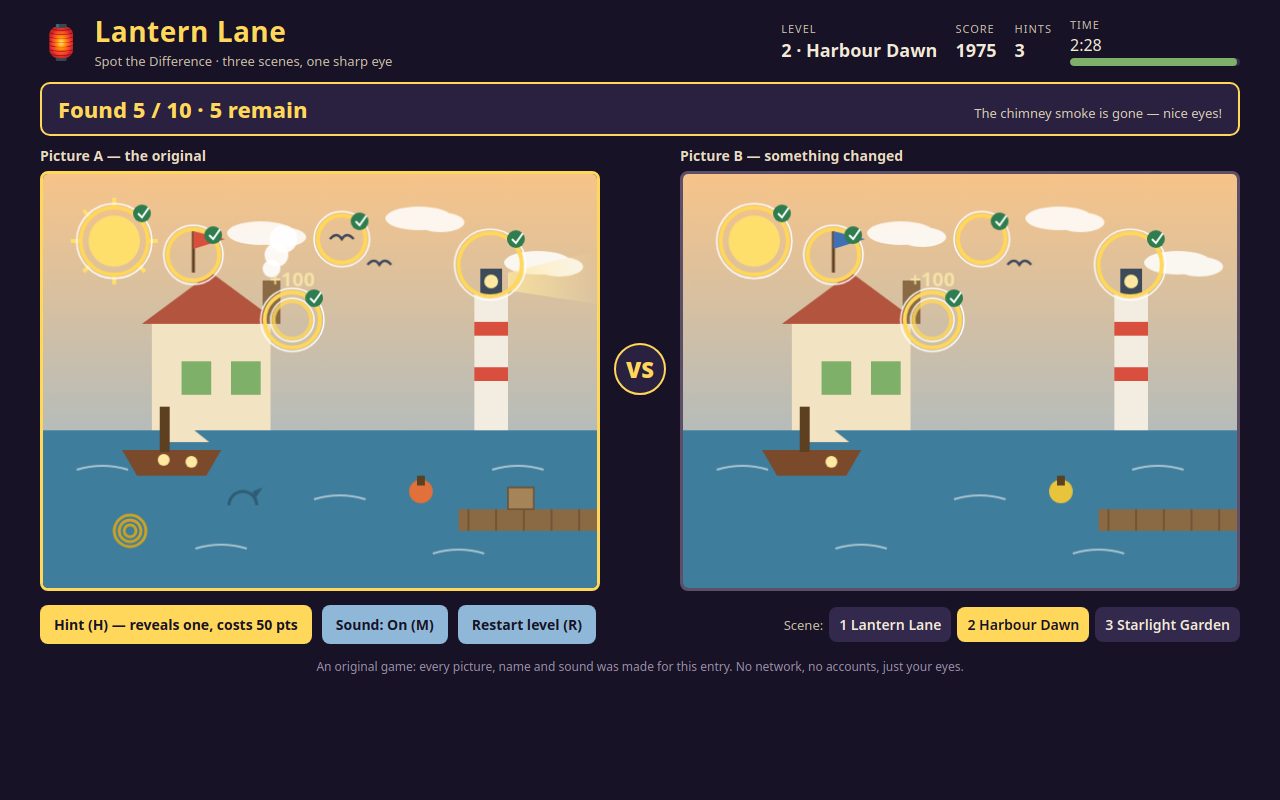 Lantern Lane
Spot the Difference · three scenes, one sharp eye
LEVEL
2 · Harbour Dawn
SCORE
1975
HINTS
3
TIME
2:28
Found 5 / 10 · 5 remain
The chimney smoke is gone — nice eyes!
Picture A — the original
Picture B — something changed
+100
+100
VS
Hint (H) — reveals one, costs 50 pts
Sound: On (M)
Restart level (R)
Scene:
1 Lantern Lane
2 Harbour Dawn
3 Starlight Garden
An original game: every picture, name and sound was made for this entry. No network, no accounts, just your eyes.